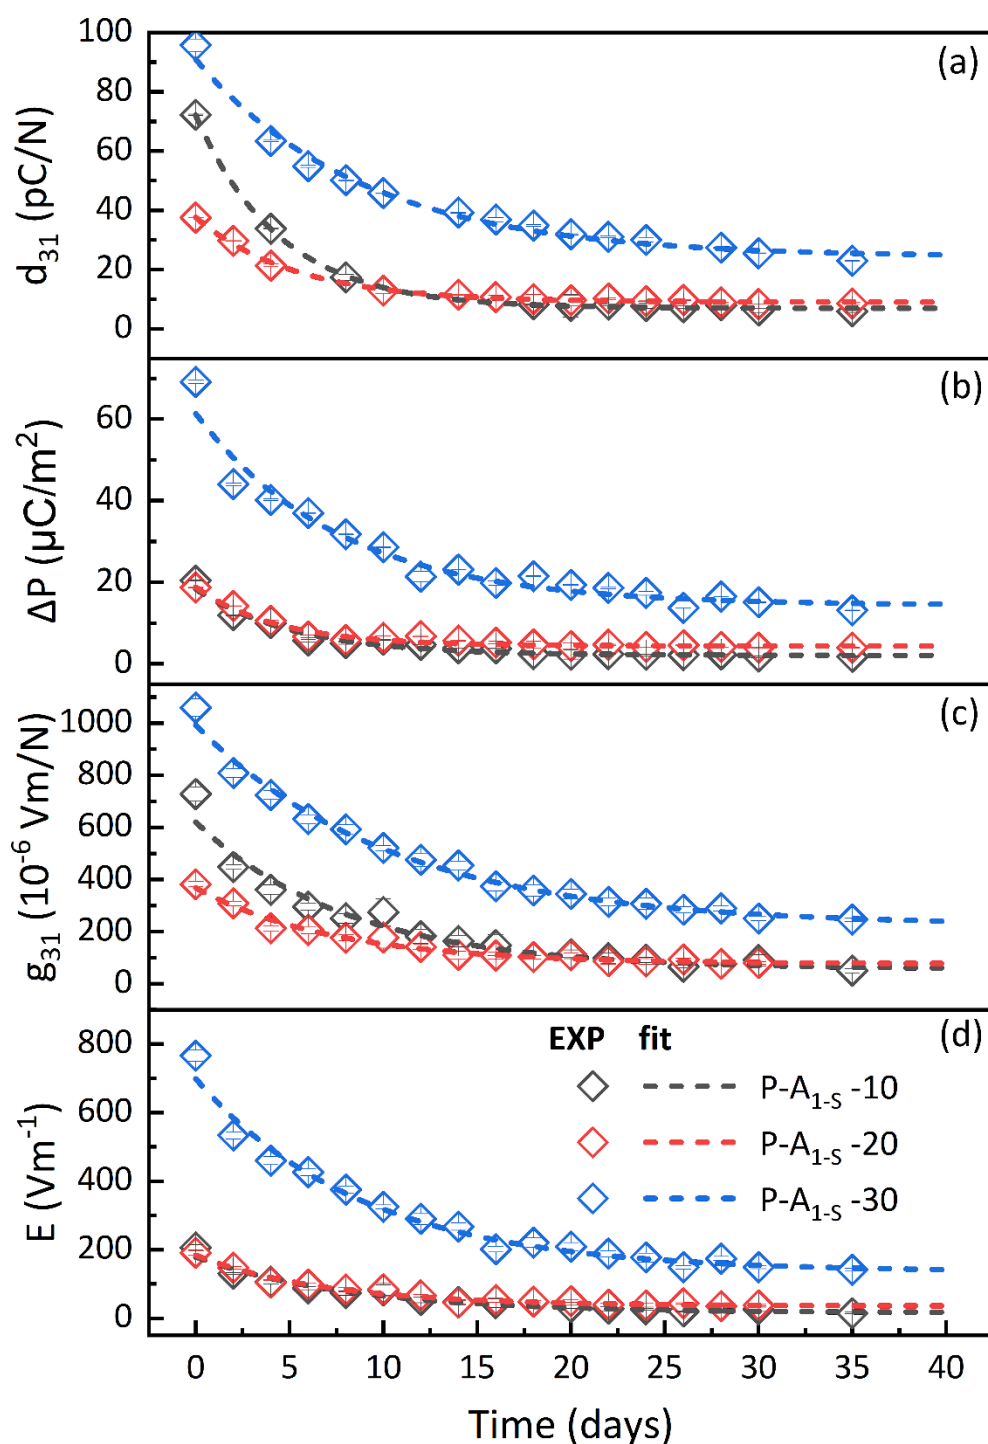 (a)
100
80
60
40
20
0
d₃₁ (pC/N)
(b)
60
40
20
0
ΔP (μC/m²)
(c)
1000
800
600
400
200
0
g₃₁ (10⁻⁶ Vm/N)
(d)
800
600
400
200
0
E (Vm⁻¹)
EXP fit
P-A₁₋S -10
P-A₁₋S -20
P-A₁₋S -30
0 5 10 15 20 25 30 35 40
Time (days)